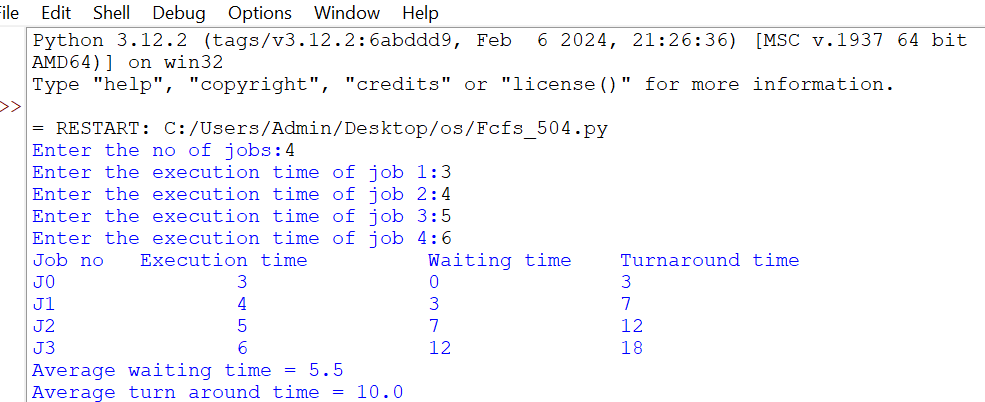 File Edit Shell Debug Options Window Help
Python 3.12.2 (tags/v3.12.2:6abddd9, Feb  6 2024, 21:26:36) [MSC v.1937 64 bit
AMD64)] on win32
Type "help", "copyright", "credits" or "license()" for more information.
>>
= RESTART: C:/Users/Admin/Desktop/os/Fcfs_504.py
Enter the no of jobs:4
Enter the execution time of job 1:3
Enter the execution time of job 2:4
Enter the execution time of job 3:5
Enter the execution time of job 4:6
Job no   Execution time          Waiting time    Turnaround time
J0               3               0               3
J1               4               3               7
J2               5               7               12
J3               6               12              18
Average waiting time = 5.5
Average turn around time = 10.0